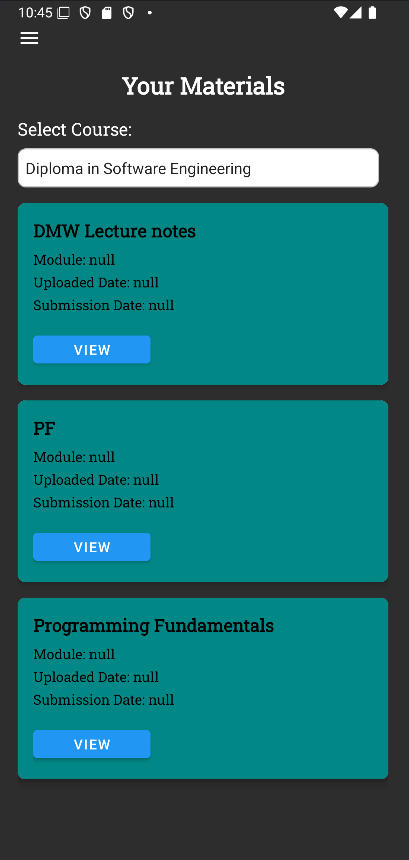 10:45
Your Materials
Select Course:
Diploma in Software Engineering
DMW Lecture notes
Module: null
Uploaded Date: null
Submission Date: null
VIEW
PF
Module: null
Uploaded Date: null
Submission Date: null
VIEW
Programming Fundamentals
Module: null
Uploaded Date: null
Submission Date: null
VIEW